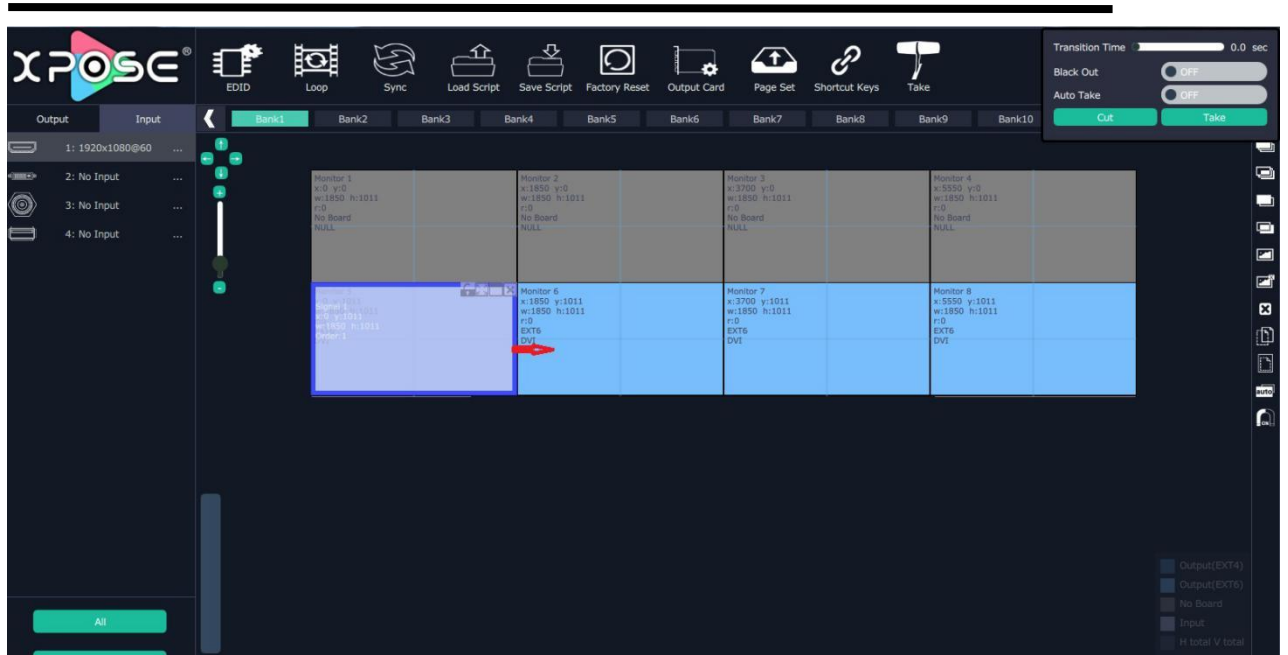 XPOSE®
EDID
Loop
Sync
Load Script
Save Script
Factory Reset
Output Card
Page Set
Shortcut Keys
Take
Transition Time 0.0 sec
Black Out OFF
Auto Take OFF
Cut Take
Output Input
Bank1 Bank2 Bank3 Bank4 Bank5 Bank6 Bank7 Bank8 Bank9 Bank10
1: 1920x1080@60 ...
2: No Input ...
3: No Input ...
4: No Input ...
Monitor 1
x:0 y:0
w:1850 h:1011
r:0
No Board
NULL
Monitor 2
x:1850 y:0
w:1850 h:1011
r:0
No Board
NULL
Monitor 3
x:3700 y:0
w:1850 h:1011
r:0
No Board
NULL
Monitor 4
x:5550 y:0
w:1850 h:1011
r:0
No Board
NULL
Signal 1
x:0 y:1011
w:1850 h:1011
Order:1
Monitor 6
x:1850 y:1011
w:1850 h:1011
r:0
EXT6
DVI
Monitor 7
x:3700 y:1011
w:1850 h:1011
r:0
EXT6
DVI
Monitor 8
x:5550 y:1011
w:1850 h:1011
r:0
EXT6
DVI
auto
ON
Output(EXT4)
Output(EXT6)
No Board
Input
H total V total
All